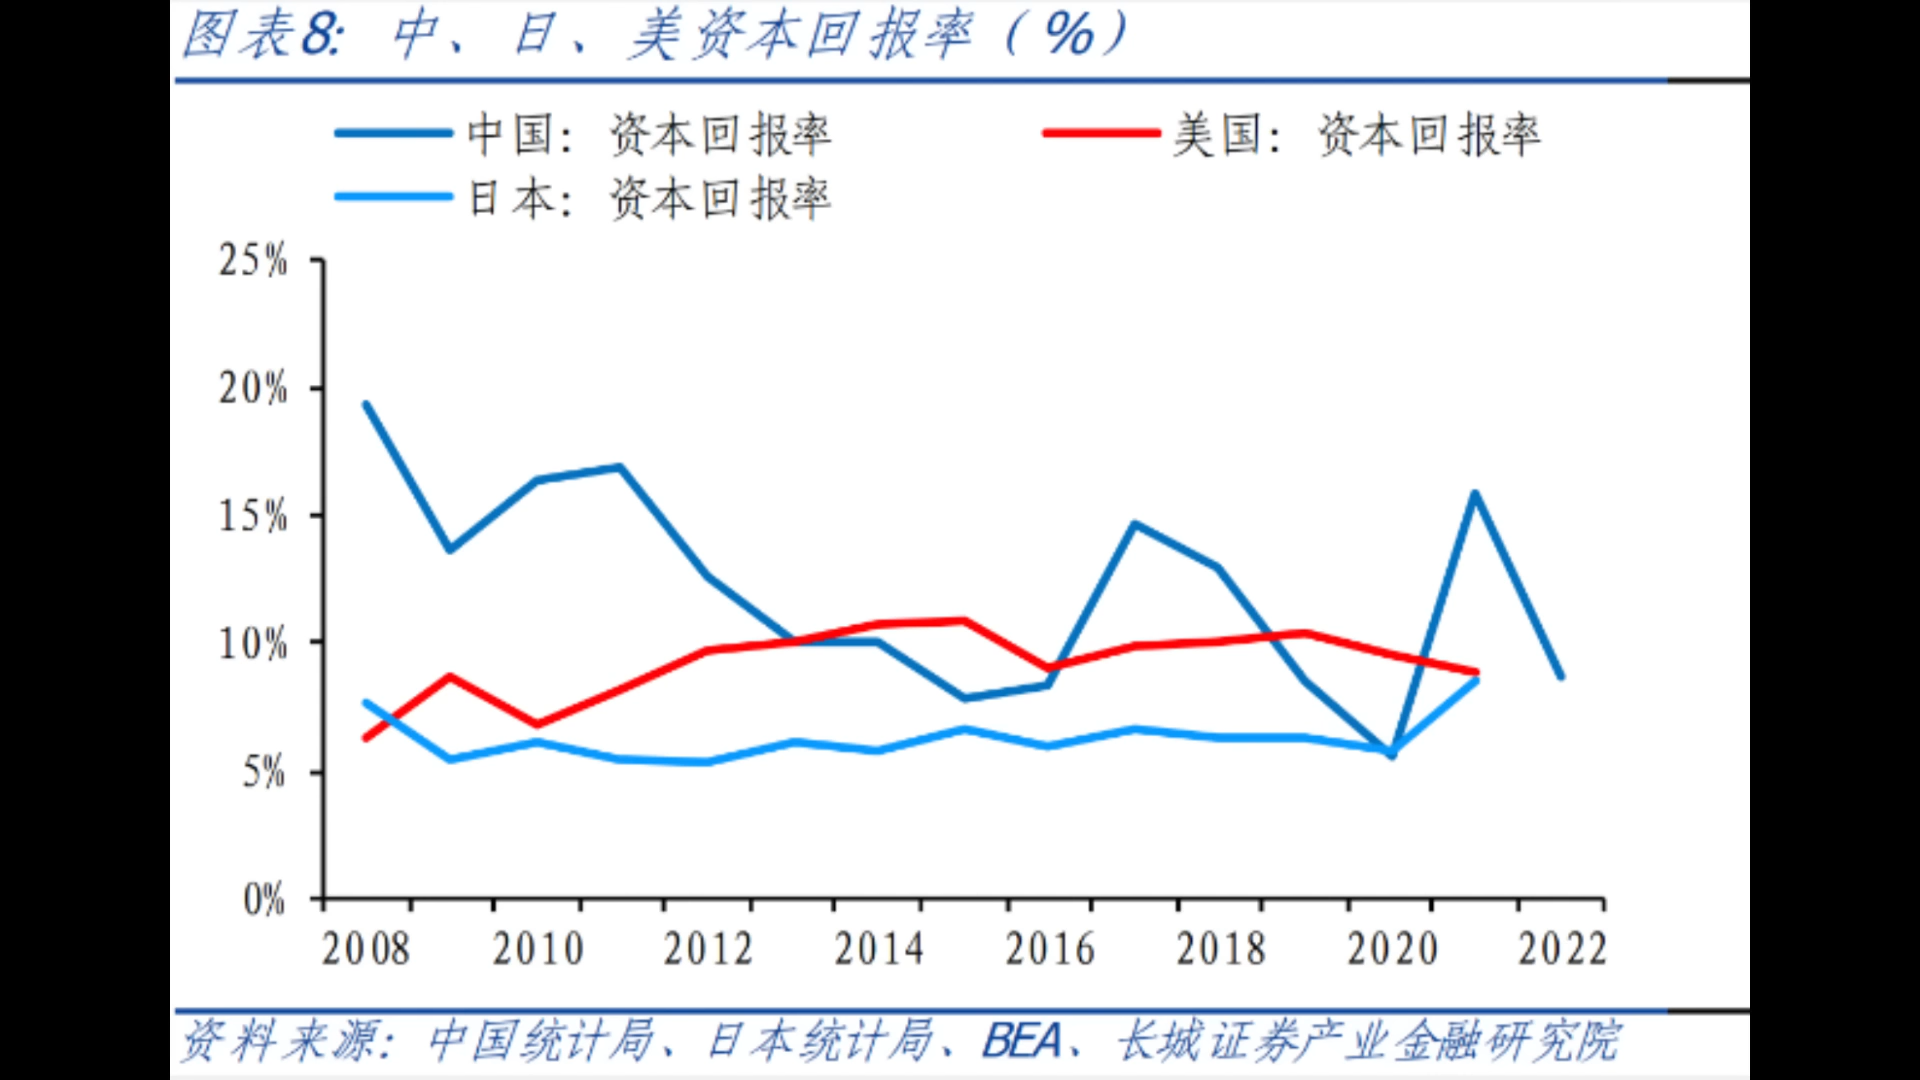 图表8: 中、日、美资本回报率（%）
中国: 资本回报率
美国: 资本回报率
日本: 资本回报率
25%
20%
15%
10%
5%
0%
2008 2010 2012 2014 2016 2018 2020 2022
资料来源: 中国统计局、日本统计局、BEA、长城证券产业金融研究院